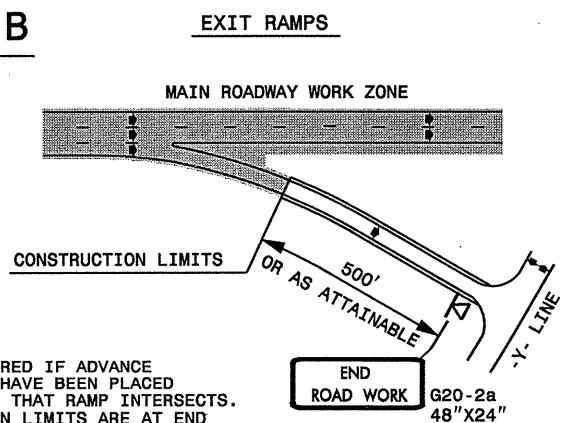 B
EXIT RAMPS
MAIN ROADWAY WORK ZONE
CONSTRUCTION LIMITS
500'
OR AS ATTAINABLE
-Y- LINE
RED IF ADVANCE
HAVE BEEN PLACED
THAT RAMP INTERSECTS.
N LIMITS ARE AT END
END
ROAD WORK
G20-2a
48"X24"